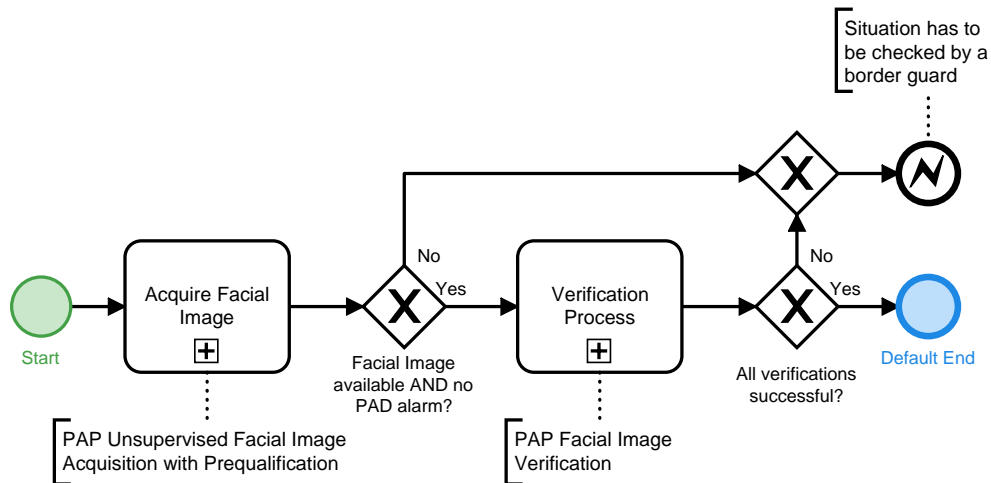 Situation has to
be checked by a
border guard
No
No
Acquire Facial
Image
Yes
Verification
Process
Yes
Start
Facial Image
available AND no
PAD alarm?
All verifications
successful?
Default End
PAP Unsupervised Facial Image
Acquisition with Prequalification
PAP Facial Image
Verification